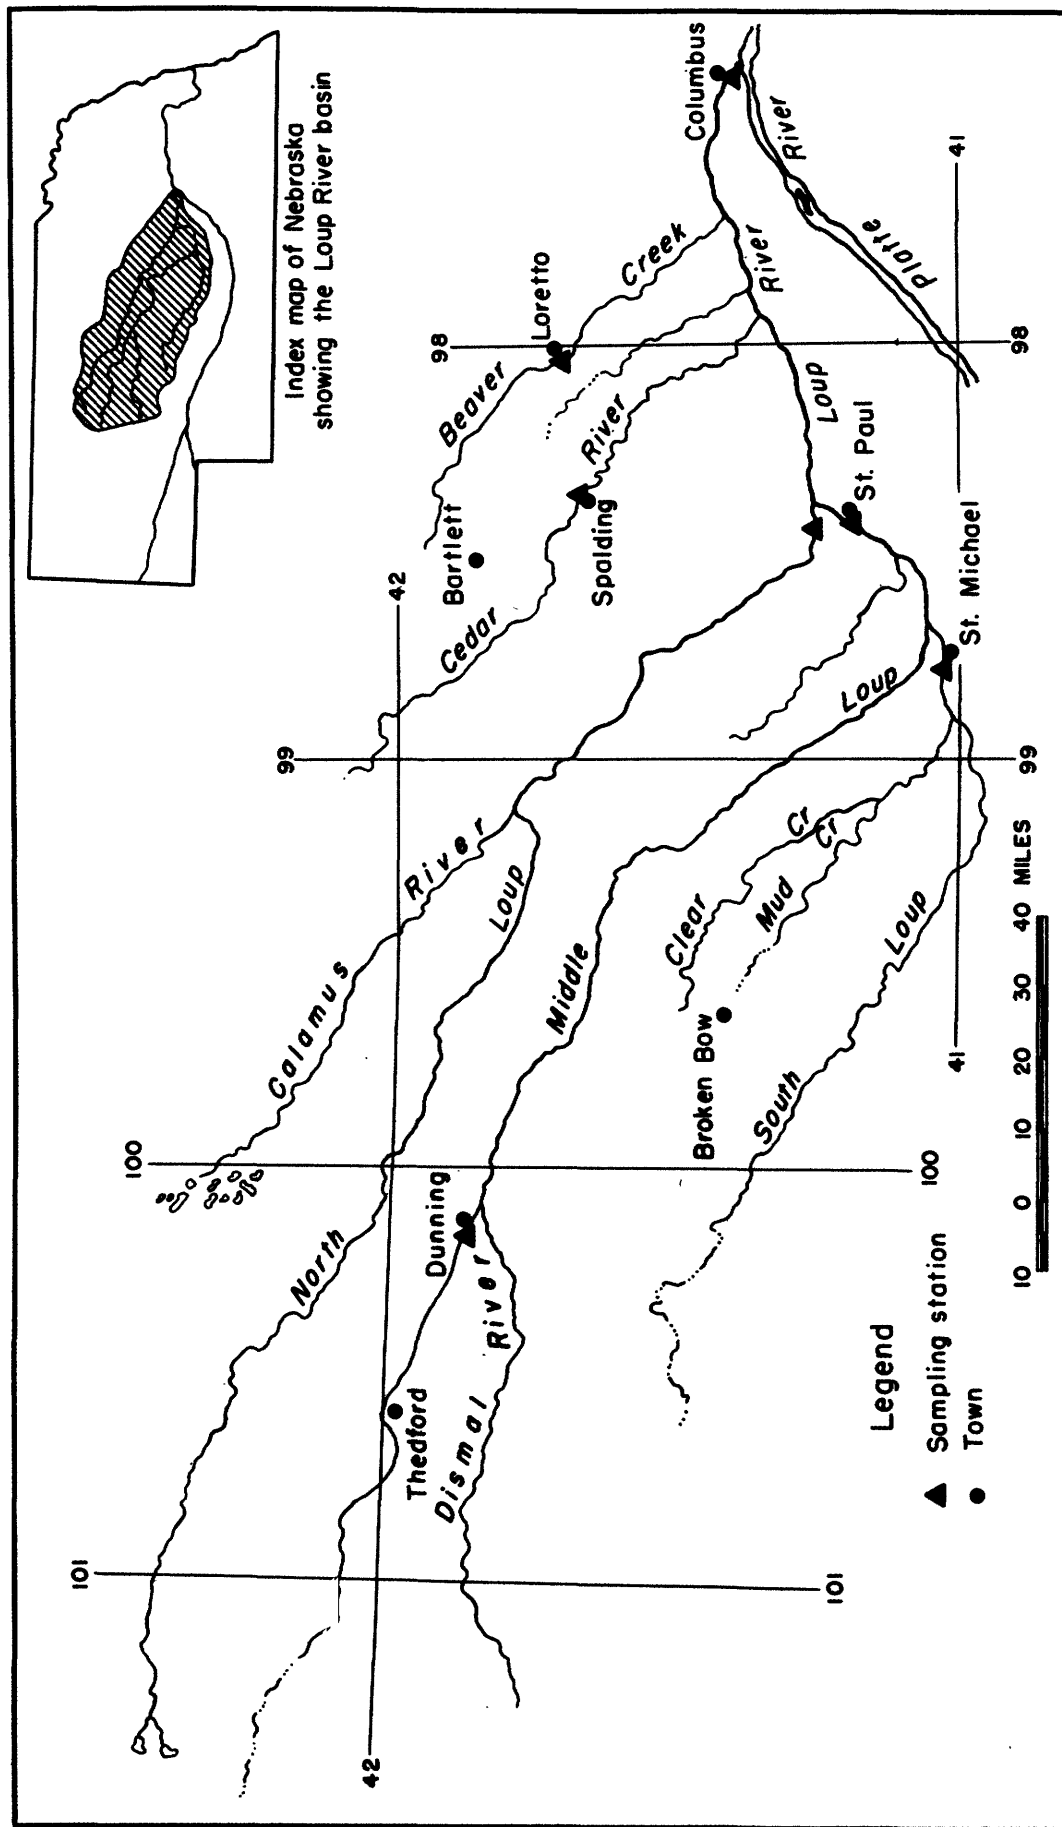 Index map of Nebraska
showing the Loup River basin
101
100
99
42
98
North
Calamus
River
Cedar
Bartlett
Beaver
Loretto
Creek
Columbus
Thedford
Dunning
Loup
Spalding
River
River
Dismal
River
Middle
Loup
Loup
St. Paul
Platte
River
Clear
Cr
Mud
Cr
Broken Bow
South
Loup
St. Michael
42
41
41
101
100
99
98
Legend
Sampling station
Town
10 0 10 20 30 40 MILES